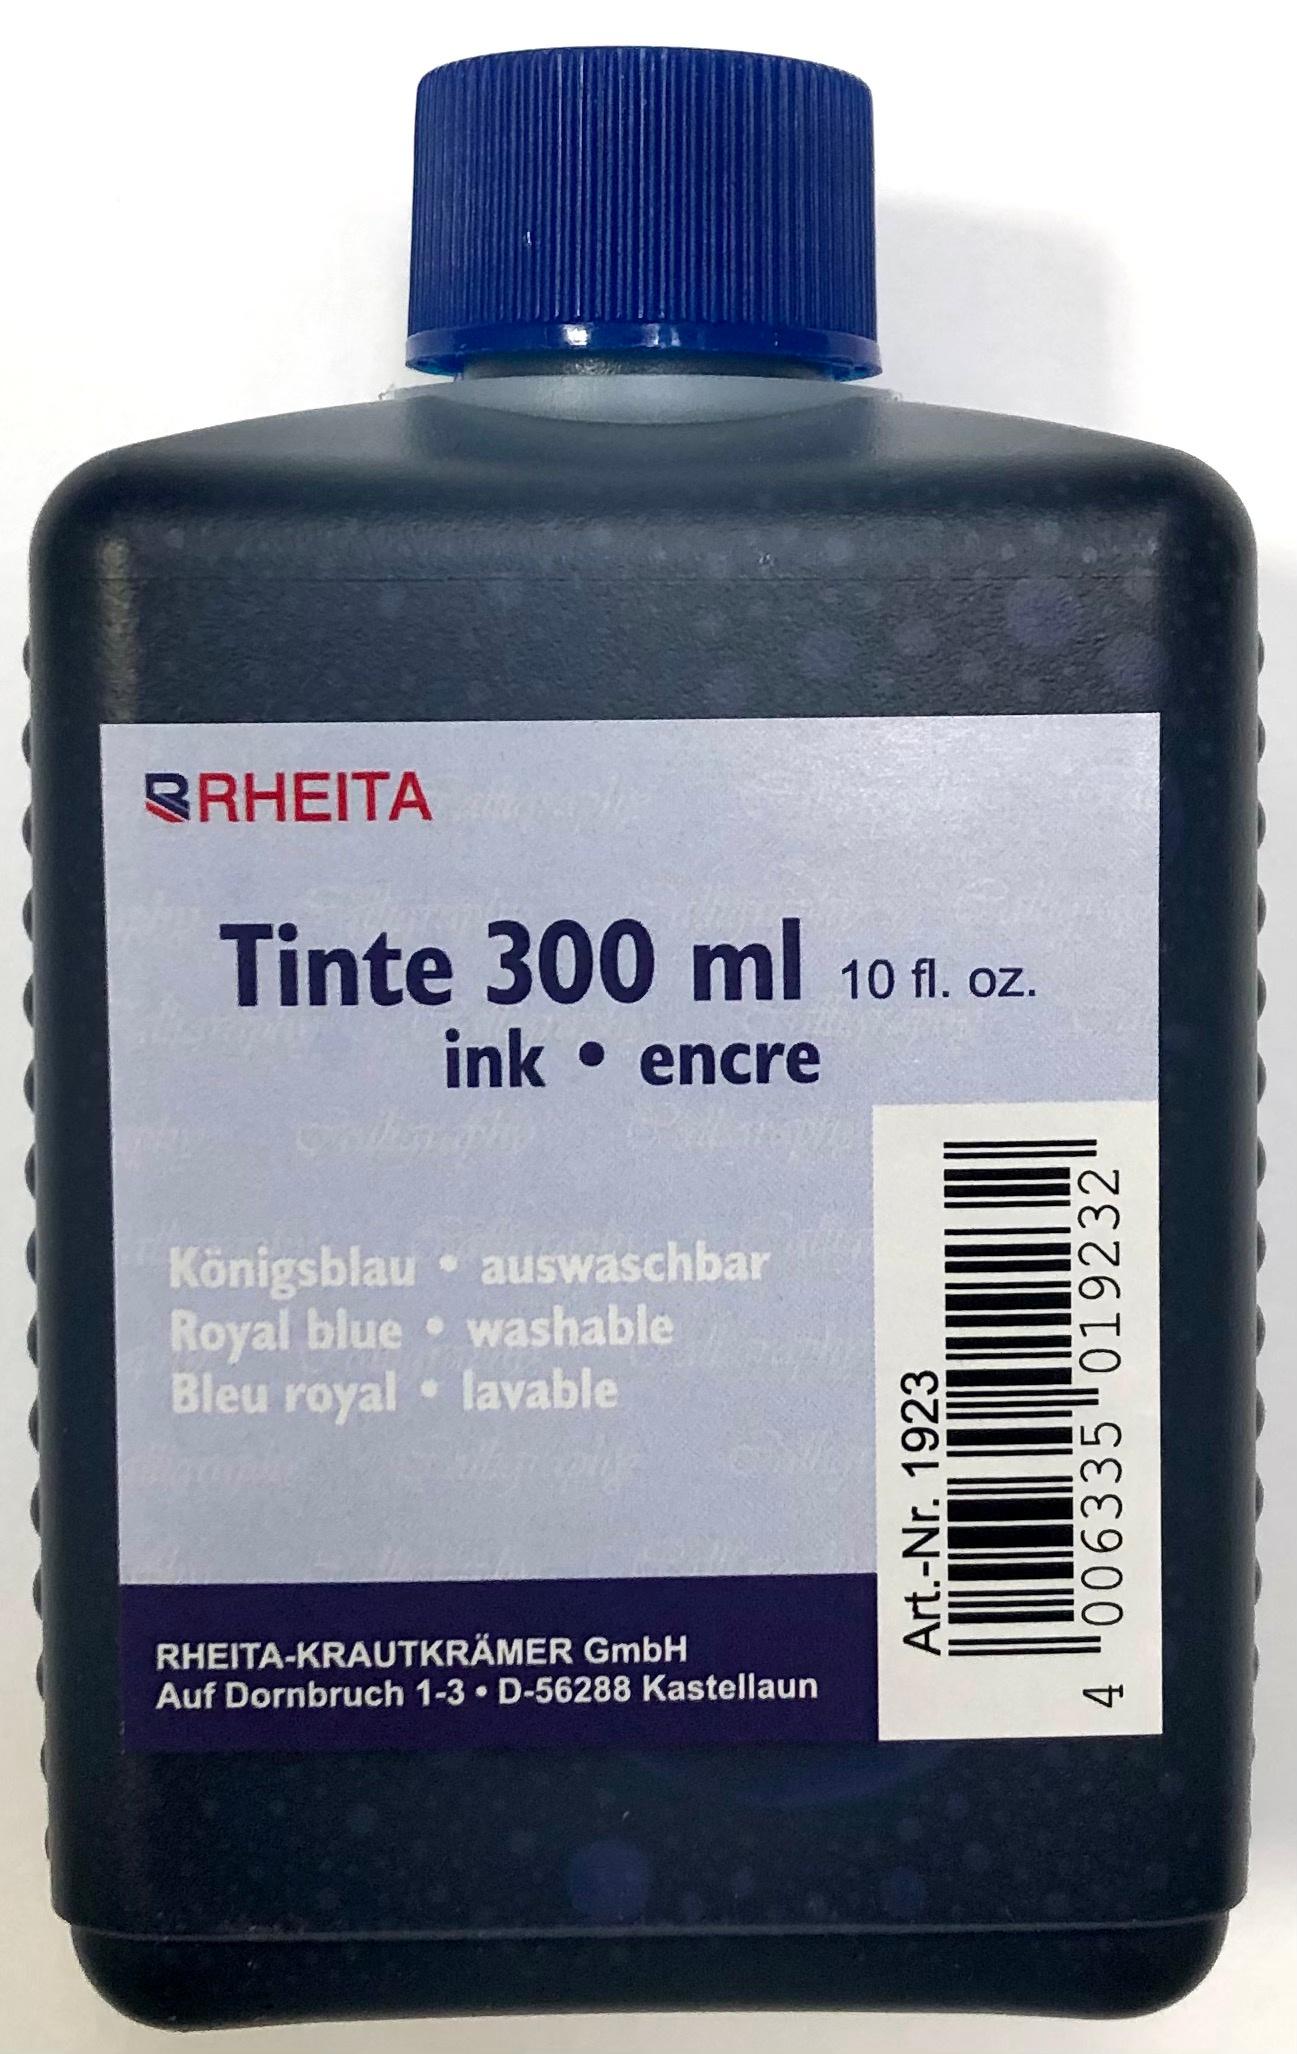 RHEITA
Tinte 300 ml 10 fl. oz.
ink • encre
Königsblau • auswaschbar
Royal blue • washable
Bleu royal • lavable
Art.-Nr. 1923
4 006335 019232
RHEITA-KRAUTKRÄMER GmbH
Auf Dornbruch 1-3 • D-56288 Kastellaun